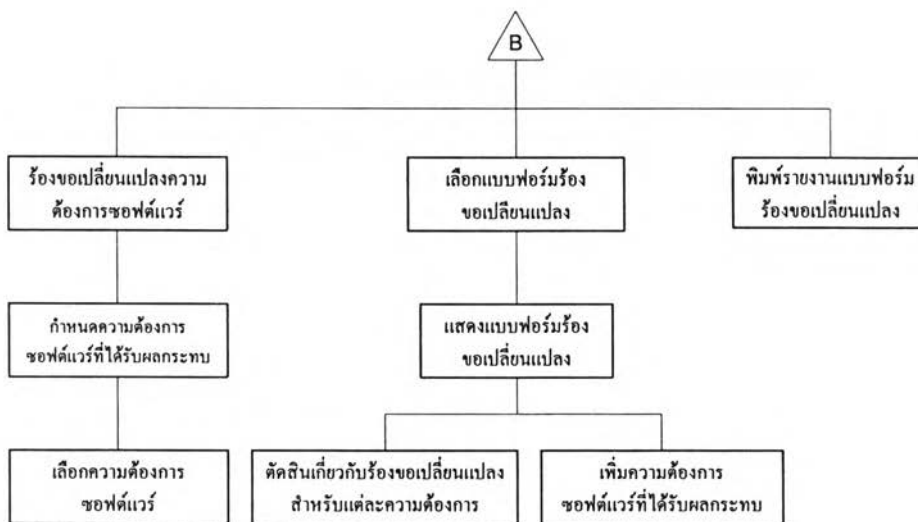 B
ร้องขอเปลี่ยนแปลงความ
ต้องการซอฟต์แวร์
เลือกแบบฟอร์มร้อง
ขอเปลี่ยนแปลง
พิมพ์รายงานแบบฟอร์ม
ร้องขอเปลี่ยนแปลง
กำหนดความต้องการ
ซอฟต์แวร์ที่ได้รับผลกระทบ
แสดงแบบฟอร์มร้อง
ขอเปลี่ยนแปลง
เลือกความต้องการ
ซอฟต์แวร์
ตัดสินเกี่ยวกับร้องขอเปลี่ยนแปลง
สำหรับแต่ละความต้องการ
เพิ่มความต้องการ
ซอฟต์แวร์ที่ได้รับผลกระทบ